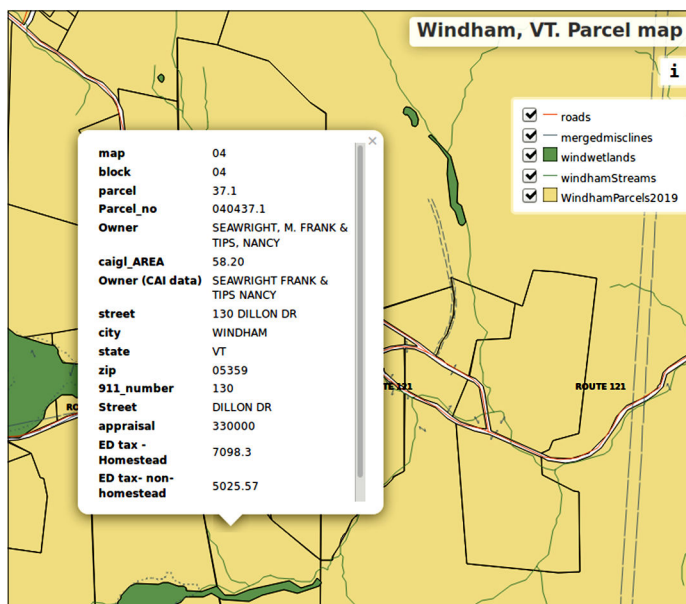 Windham, VT. Parcel map
i
roads
mergedmisclines
windwetlands
windhamStreams
WindhamParcels2019
×
map 04
block 04
parcel 37.1
Parcel_no 040437.1
Owner SEAWRIGHT, M. FRANK &
TIPS, NANCY
caigl_AREA 58.20
Owner (CAI data) SEAWRIGHT FRANK &
TIPS NANCY
street 130 DILLON DR
city WINDHAM
state VT
zip 05359
911_number 130
Street DILLON DR
appraisal 330000
ED tax - 
Homestead 7098.3
ED tax- non-
homestead 5025.57
RO
TE 121
ROUTE 121